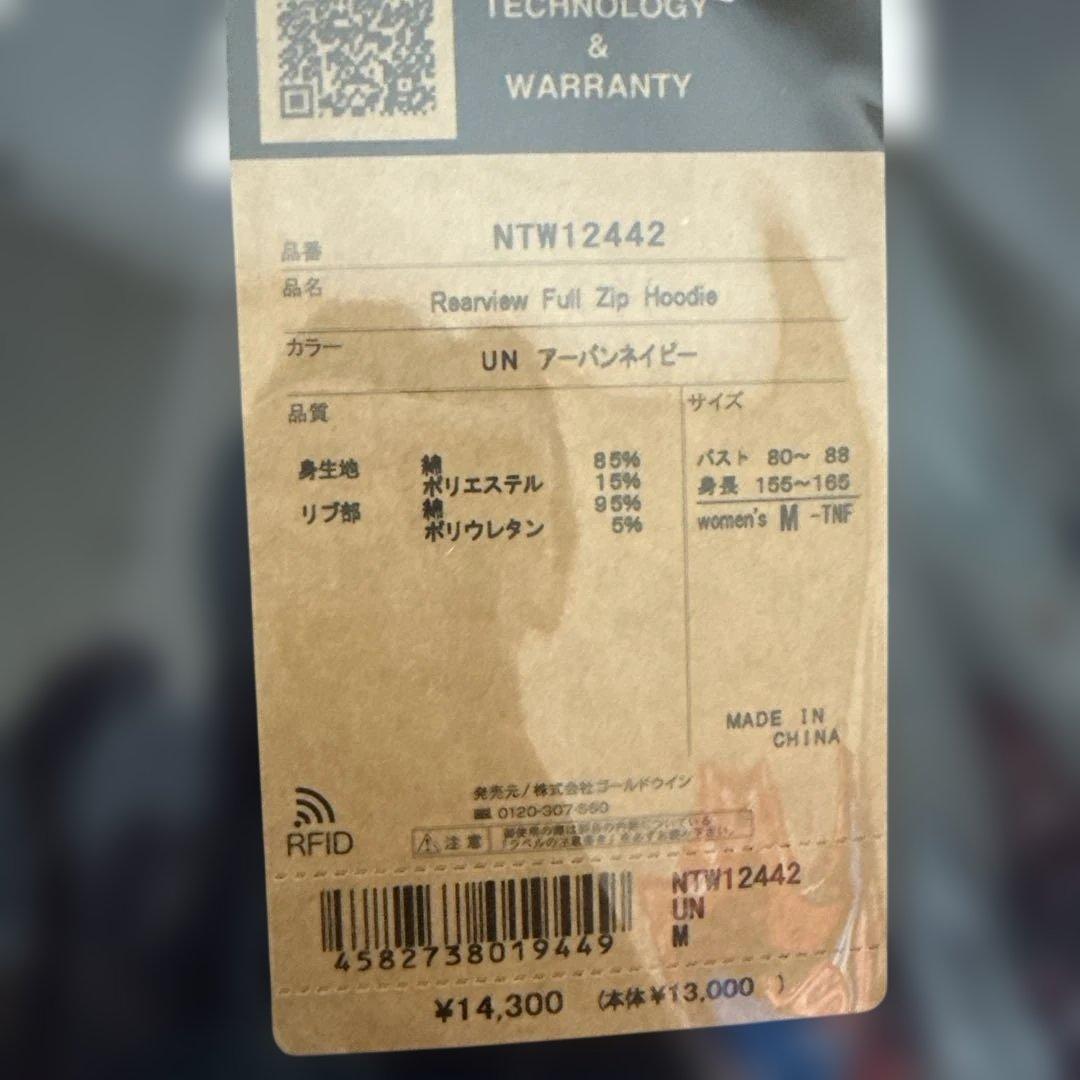 TECHNOLOGY
&
WARRANTY
品番 NTW12442
品名 Rearview Full Zip Hoodie
カラー UN アーバンネイビー
品質
サイズ
身生地 綿 85%
ポリエステル 15%
リブ部 綿 95%
ポリウレタン 5%
バスト 80〜 88
身長 155〜165
women's M -TNF
MADE IN
CHINA
発売元/株式会社ゴールドウイン
0120-307-560
RFID
注意
NTW12442
UN
M
4582738019449
¥14,300 (本体¥13,000 )